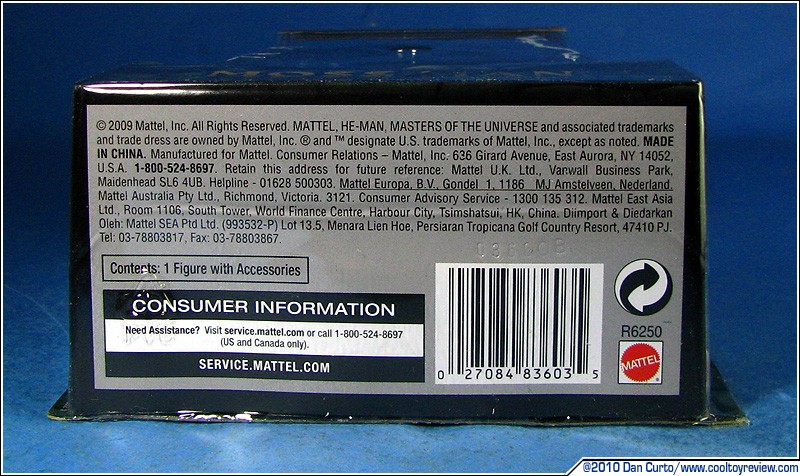 © 2009 Mattel, Inc. All Rights Reserved. MATTEL, HE-MAN, MASTERS OF THE UNIVERSE and associated trademarks
and trade dress are owned by Mattel, Inc. ® and ™ designate U.S. trademarks of Mattel, Inc., except as noted. MADE
IN CHINA. Manufactured for Mattel. Consumer Relations – Mattel, Inc. 636 Girard Avenue, East Aurora, NY 14052,
U.S.A. 1-800-524-8697. Retain this address for future reference: Mattel U.K. Ltd., Vanwall Business Park,
Maidenhead SL6 4UB. Helpline - 01628 500303. Mattel Europa, B.V., Gondel 1, 1186 MJ Amstelveen, Nederland.
Mattel Australia Pty Ltd., Richmond, Victoria. 3121. Consumer Advisory Service - 1300 135 312. Mattel East Asia
Ltd., Room 1106, South Tower, World Finance Centre, Harbour City, Tsimshatsui, HK, China. Diimport & Diedarkan
Oleh: Mattel SEA Ptd Ltd. (993532-P) Lot 13.5, Menara Lien Hoe, Persiaran Tropicana Golf Country Resort, 47410 PJ.
Tel: 03-78803817, Fax: 03-78803867.
Contents: 1 Figure with Accessories
CONSUMER INFORMATION
Need Assistance? Visit service.mattel.com or call 1-800-524-8697
(US and Canada only).
SERVICE.MATTEL.COM
0 27084 83603 5
R6250
MATTEL
@2010 Dan Curto/www.cooltoyreview.com